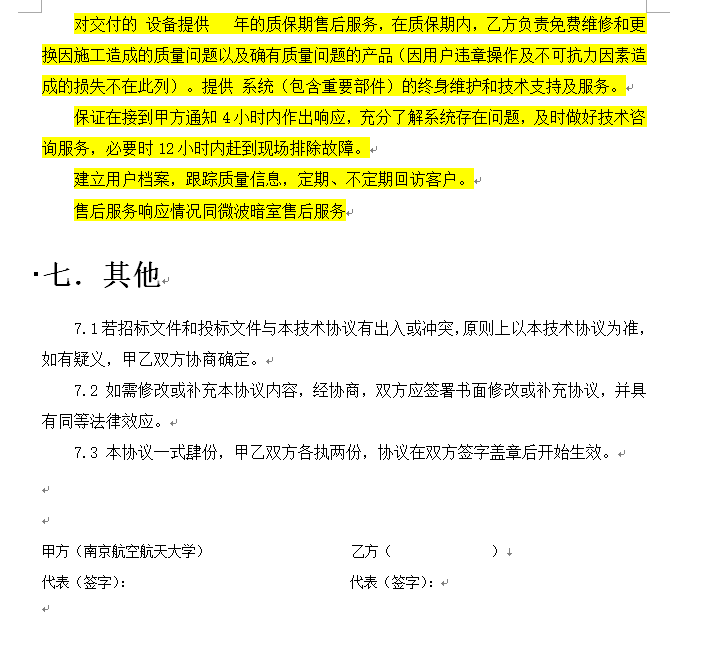 对交付的 设备提供   年的质保期售后服务，在质保期内，乙方负责免费维修和更
换因施工造成的质量问题以及确有质量问题的产品（因用户违章操作及不可抗力因素造
成的损失不在此列）。提供 系统（包含重要部件）的终身维护和技术支持及服务。
保证在接到甲方通知 4 小时内作出响应，充分了解系统存在问题，及时做好技术咨
询服务，必要时 12 小时内赶到现场排除故障。
建立用户档案，跟踪质量信息，定期、不定期回访客户。
售后服务响应情况同微波暗室售后服务
七．其他
7.1 若招标文件和投标文件与本技术协议有出入或冲突，原则上以本技术协议为准，
如有疑义，甲乙双方协商确定。
7.2 如需修改或补充本协议内容，经协商，双方应签署书面修改或补充协议，并具
有同等法律效应。
7.3 本协议一式肆份，甲乙双方各执两份，协议在双方签字盖章后开始生效。
甲方（南京航空航天大学） 乙方（            ）
代表（签字）： 代表（签字）：